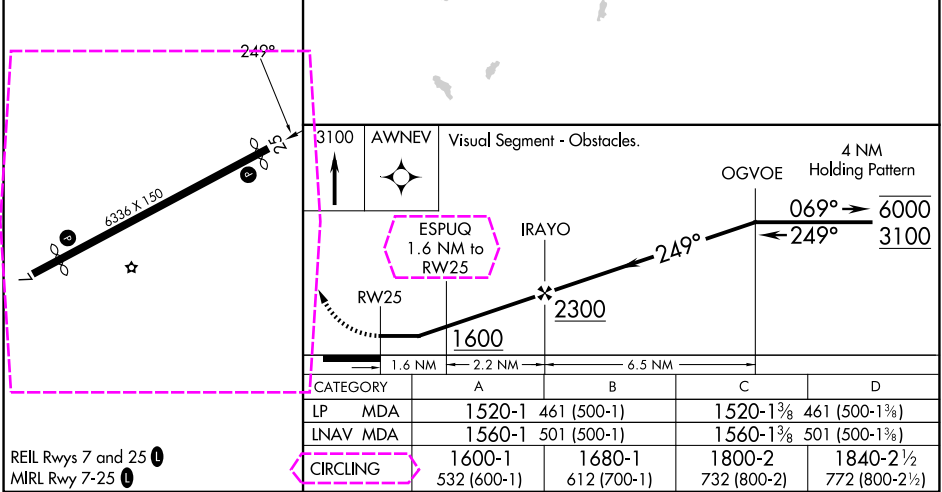 249°
25
6336 X 150
7
P
P
REIL Rwys 7 and 25 L
MIRL Rwy 7-25 L
3100
AWNEV
Visual Segment - Obstacles.
4 NM
Holding Pattern
OGVOE
069°
6000
249°
3100
ESPUQ
1.6 NM to
RW25
IRAYO
249°
RW25
2300
1600
1.6 NM 2.2 NM 6.5 NM
CATEGORY A B C D
LP MDA 1520-1 461 (500-1) 1520-1⅜ 461 (500-1⅜)
LNAV MDA 1560-1 501 (500-1) 1560-1⅜ 501 (500-1⅜)
CIRCLING 1600-1 1680-1 1800-2 1840-2½
532 (600-1) 612 (700-1) 732 (800-2) 772 (800-2½)